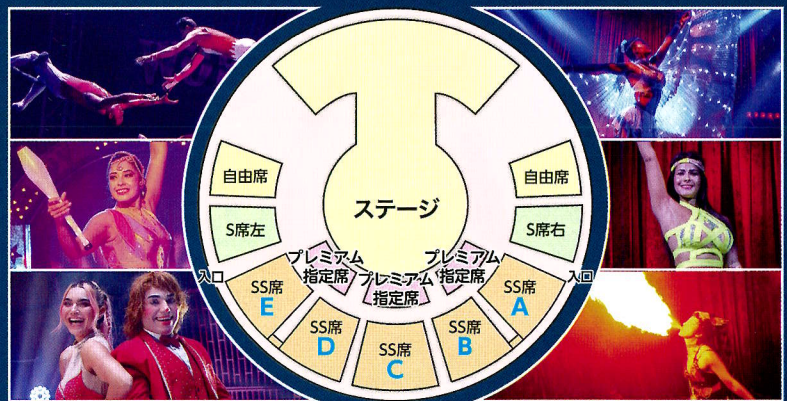 自由席
自由席
ステージ
S席左
S席右
プレミアム
指定席
プレミアム
指定席
プレミアム
指定席
入口
入口
SS席
E
SS席
D
SS席
C
SS席
B
SS席
A